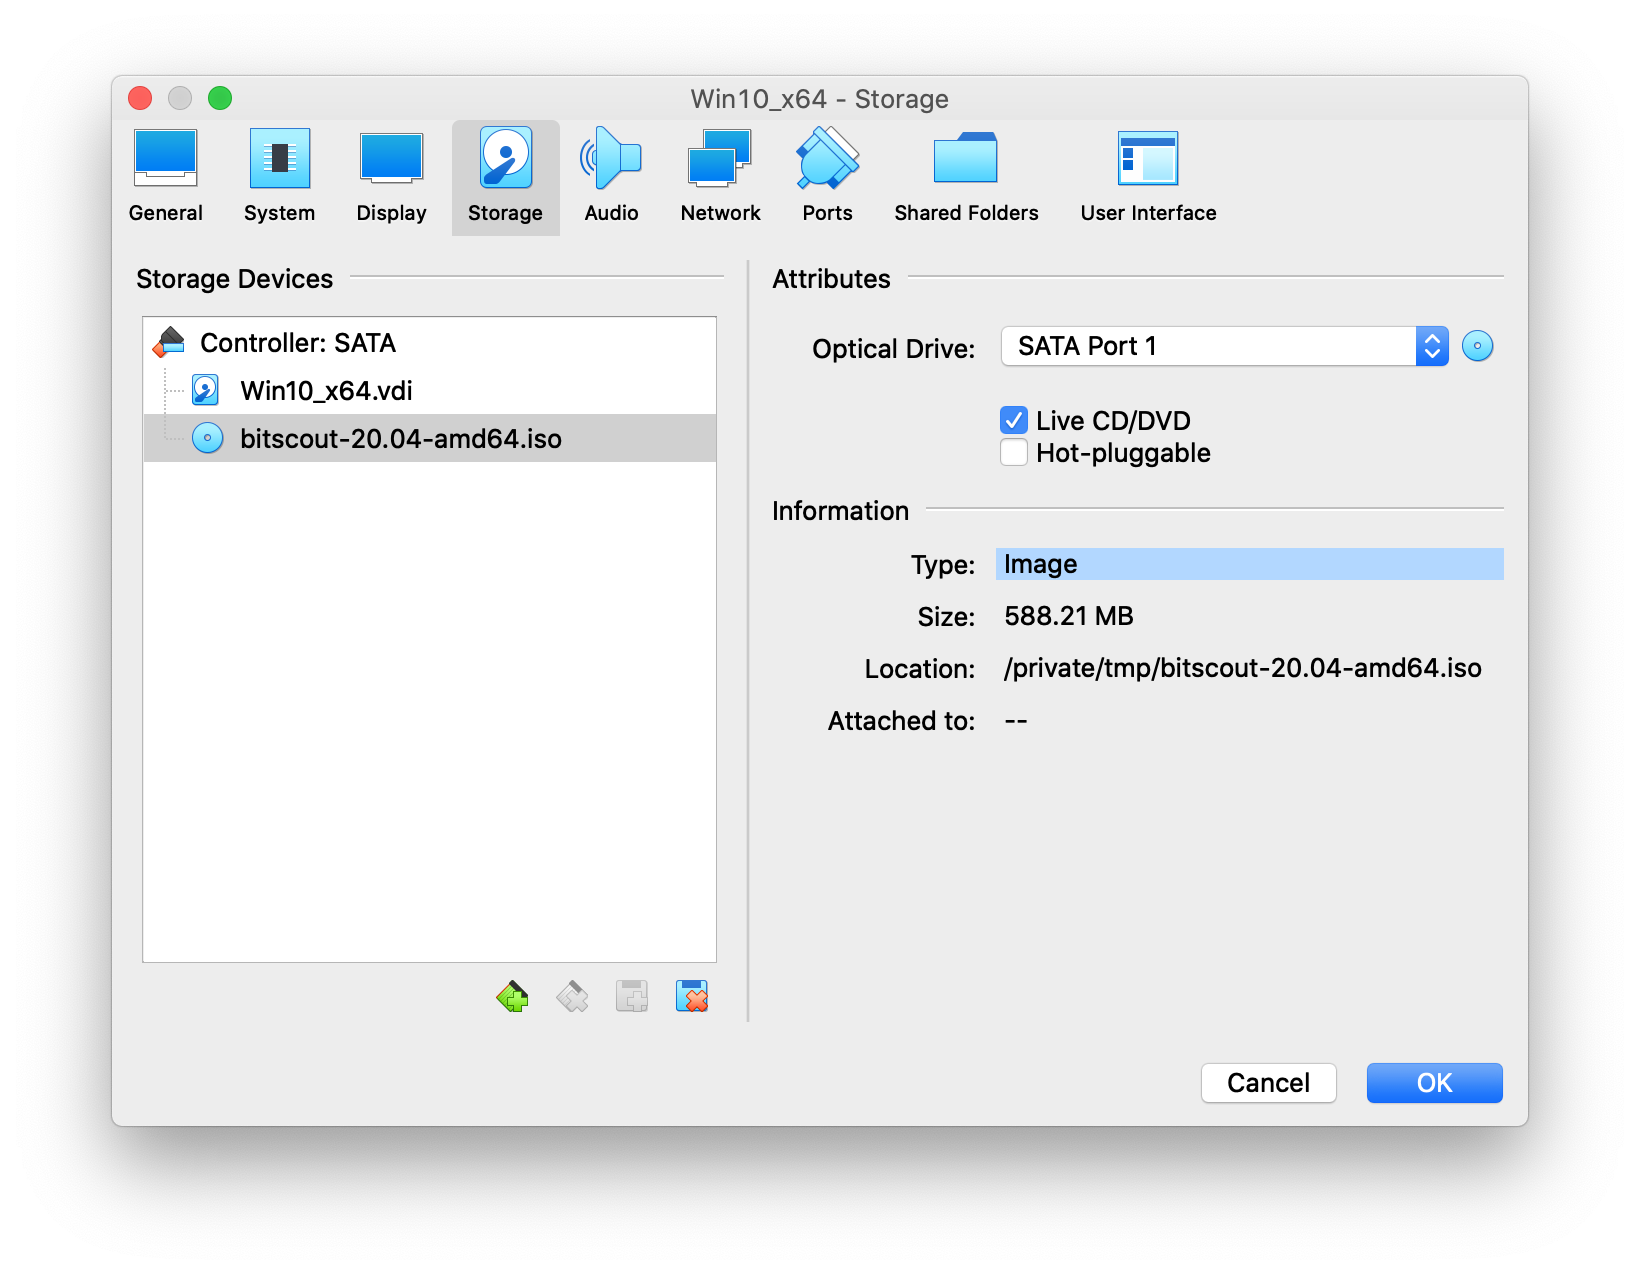 Win10_x64 - Storage
General System Display Storage Audio Network Ports Shared Folders User Interface
Storage Devices
Controller: SATA
Win10_x64.vdi
bitscout-20.04-amd64.iso
Attributes
Optical Drive: SATA Port 1
Live CD/DVD
Hot-pluggable
Information
Type: Image
Size: 588.21 MB
Location: /private/tmp/bitscout-20.04-amd64.iso
Attached to: --
Cancel OK